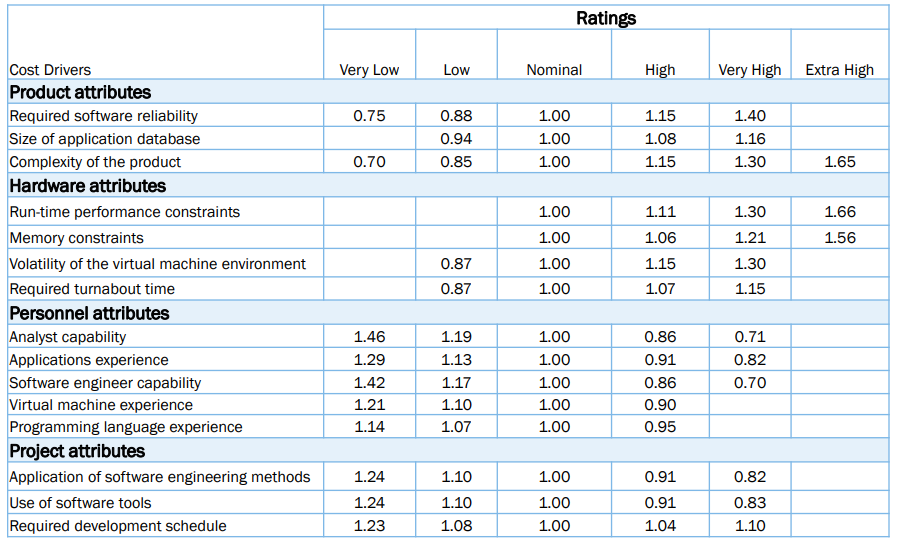 Ratings
Cost Drivers Very Low Low Nominal High Very High Extra High
Product attributes
Required software reliability 0.75 0.88 1.00 1.15 1.40
Size of application database 0.94 1.00 1.08 1.16
Complexity of the product 0.70 0.85 1.00 1.15 1.30 1.65
Hardware attributes
Run-time performance constraints 1.00 1.11 1.30 1.66
Memory constraints 1.00 1.06 1.21 1.56
Volatility of the virtual machine environment 0.87 1.00 1.15 1.30
Required turnabout time 0.87 1.00 1.07 1.15
Personnel attributes
Analyst capability 1.46 1.19 1.00 0.86 0.71
Applications experience 1.29 1.13 1.00 0.91 0.82
Software engineer capability 1.42 1.17 1.00 0.86 0.70
Virtual machine experience 1.21 1.10 1.00 0.90
Programming language experience 1.14 1.07 1.00 0.95
Project attributes
Application of software engineering methods 1.24 1.10 1.00 0.91 0.82
Use of software tools 1.24 1.10 1.00 0.91 0.83
Required development schedule 1.23 1.08 1.00 1.04 1.10